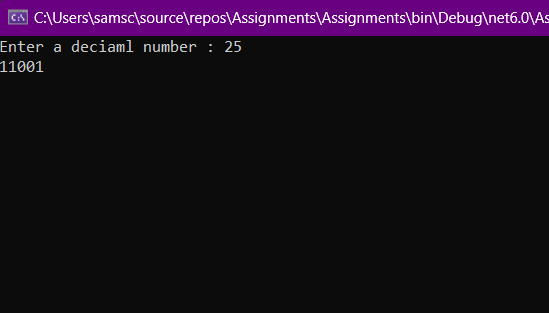 C:\Users\samsc\source\repos\Assignments\Assignments\bin\Debug\net6.0\As
Enter a deciaml number : 25
11001